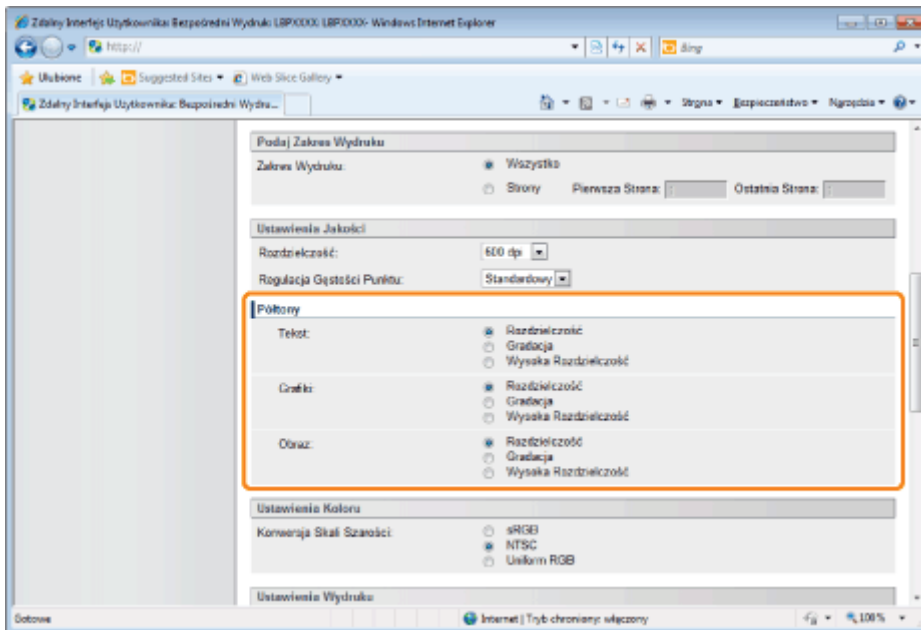 Zdalny Interfejs Użytkownika: Bezpośredni Wydruk: LBPXXXX: LBPXXXX- Windows Internet Explorer
http:// Bing
Ulubione Suggested Sites Web Slice Gallery
Zdalny Interfejs Użytkownika: Bezpośredni Wydru... Strona Bezpieczeństwo Narzędzia
Podaj Zakres Wydruku
Zakres Wydruku: Wszystko
Strony Pierwsza Strona: Ostatnia Strona:
Ustawienia Jakości
Rozdzielczość: 600 dpi
Regulacja Gęstości Punktu: Standardowy
Półtony
Tekst: Rozdzielczość
Gradacja
Wysoka Rozdzielczość
Grafiki: Rozdzielczość
Gradacja
Wysoka Rozdzielczość
Obraz: Rozdzielczość
Gradacja
Wysoka Rozdzielczość
Ustawienia Koloru
Konwersja Skali Szarości: sRGB
NTSC
Uniform RGB
Ustawienia Wydruku
Gotowe Internet | Tryb chroniony: włączony 100%